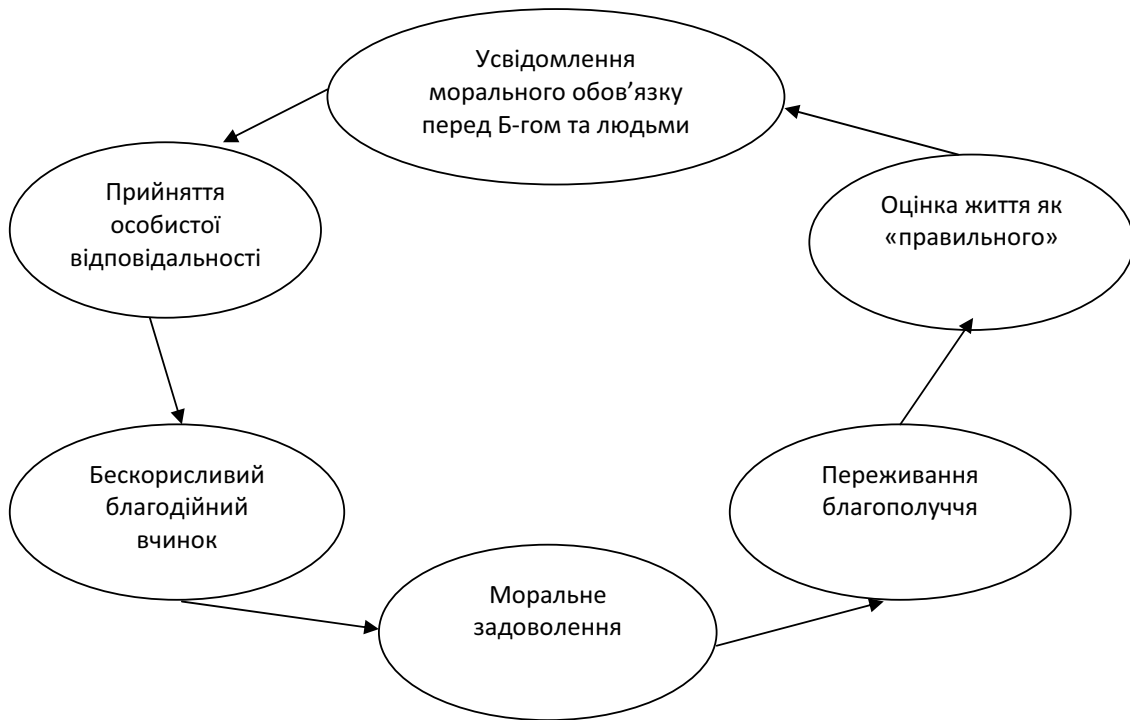 Усвідомлення
морального обов’язку
перед Б-гом та людьми
Прийняття
особистої
відповідальності
Оцінка життя як
«правильного»
Бескорисливий
благодійний
вчинок
Переживання
благополуччя
Моральне
задоволення